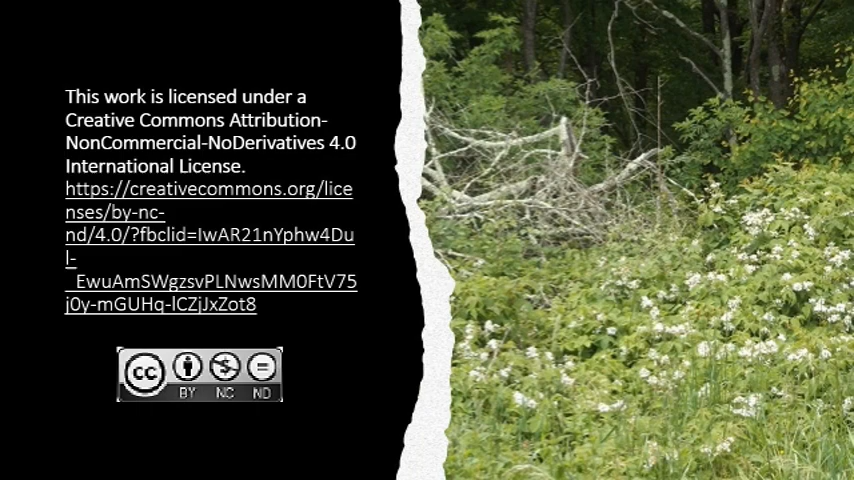 This work is licensed under a
Creative Commons Attribution-
NonCommercial-NoDerivatives 4.0
International License.
https://creativecommons.org/lice
nses/by-nc-
nd/4.0/?fbclid=IwAR21nYphw4Du
l-
_EwuAmSWgzsvPLNwsMM0FtV75
j0y-mGUHq-lCZjJxZot8
cc
BY NC ND